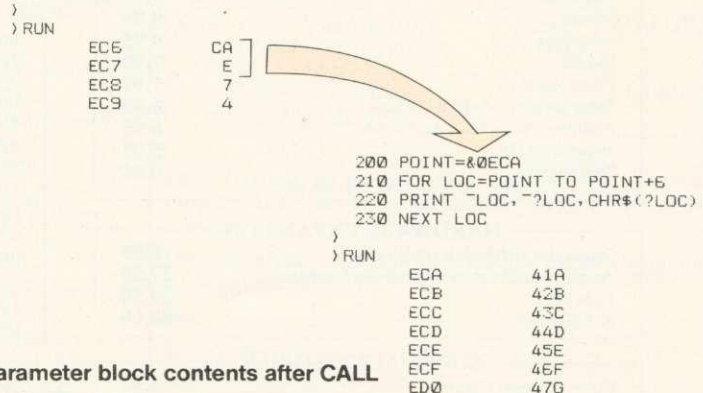 >
> RUN
EC6 CA
EC7 E
EC8 7
EC9 4
200 POINT=&0ECA
210 FOR LOC=POINT TO POINT+6
220 PRINT ~LOC,~?LOC,CHR$(?LOC)
230 NEXT LOC
>
> RUN
ECA 41A
ECB 42B
ECC 43C
ECD 44D
ECE 45E
ECF 46F
ED0 47G
arameter block contents after CALL